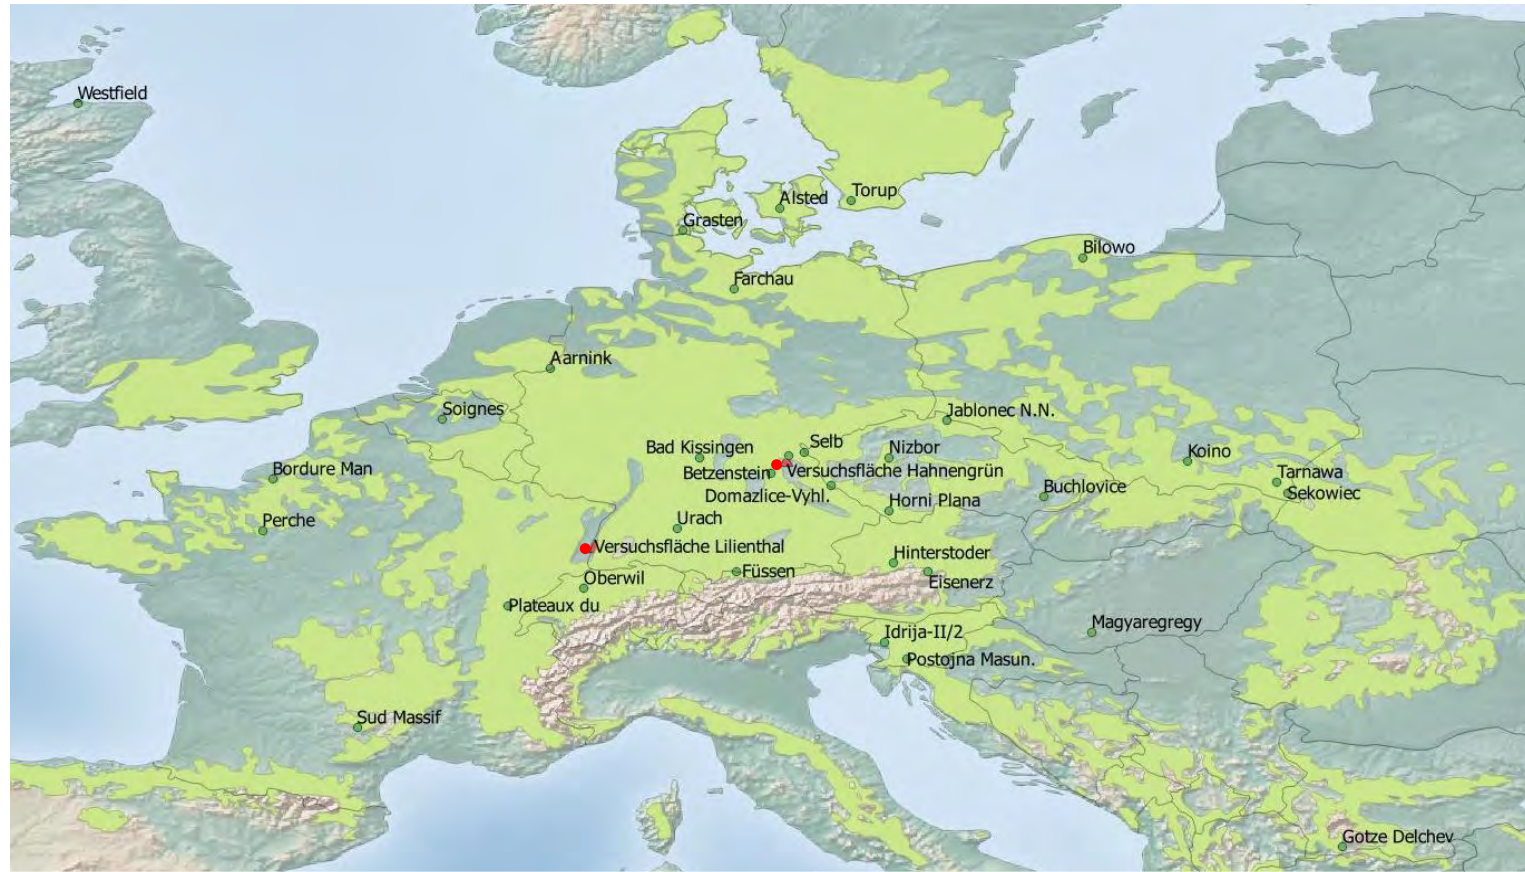 Westfield
Torup
Alsted
Grasten
Bilowo
Farchau
Aarnink
Soignes
Jablonec N.N.
Selb
Bad Kissingen
Nizbor
Koino
Bordure Man
Betzenstein
Versuchsfläche Hahnengrün
Tarnawa
Sekowiec
Domazlice-Vyhl.
Buchlovice
Horni Plana
Perche
Urach
Versuchsfläche Lilienthal
Hinterstoder
Füssen
Oberwil
Eisenerz
Plateaux du
Magyaregregy
Idrija-II/2
Postojna Masun.
Sud Massif
Gotze Delchev